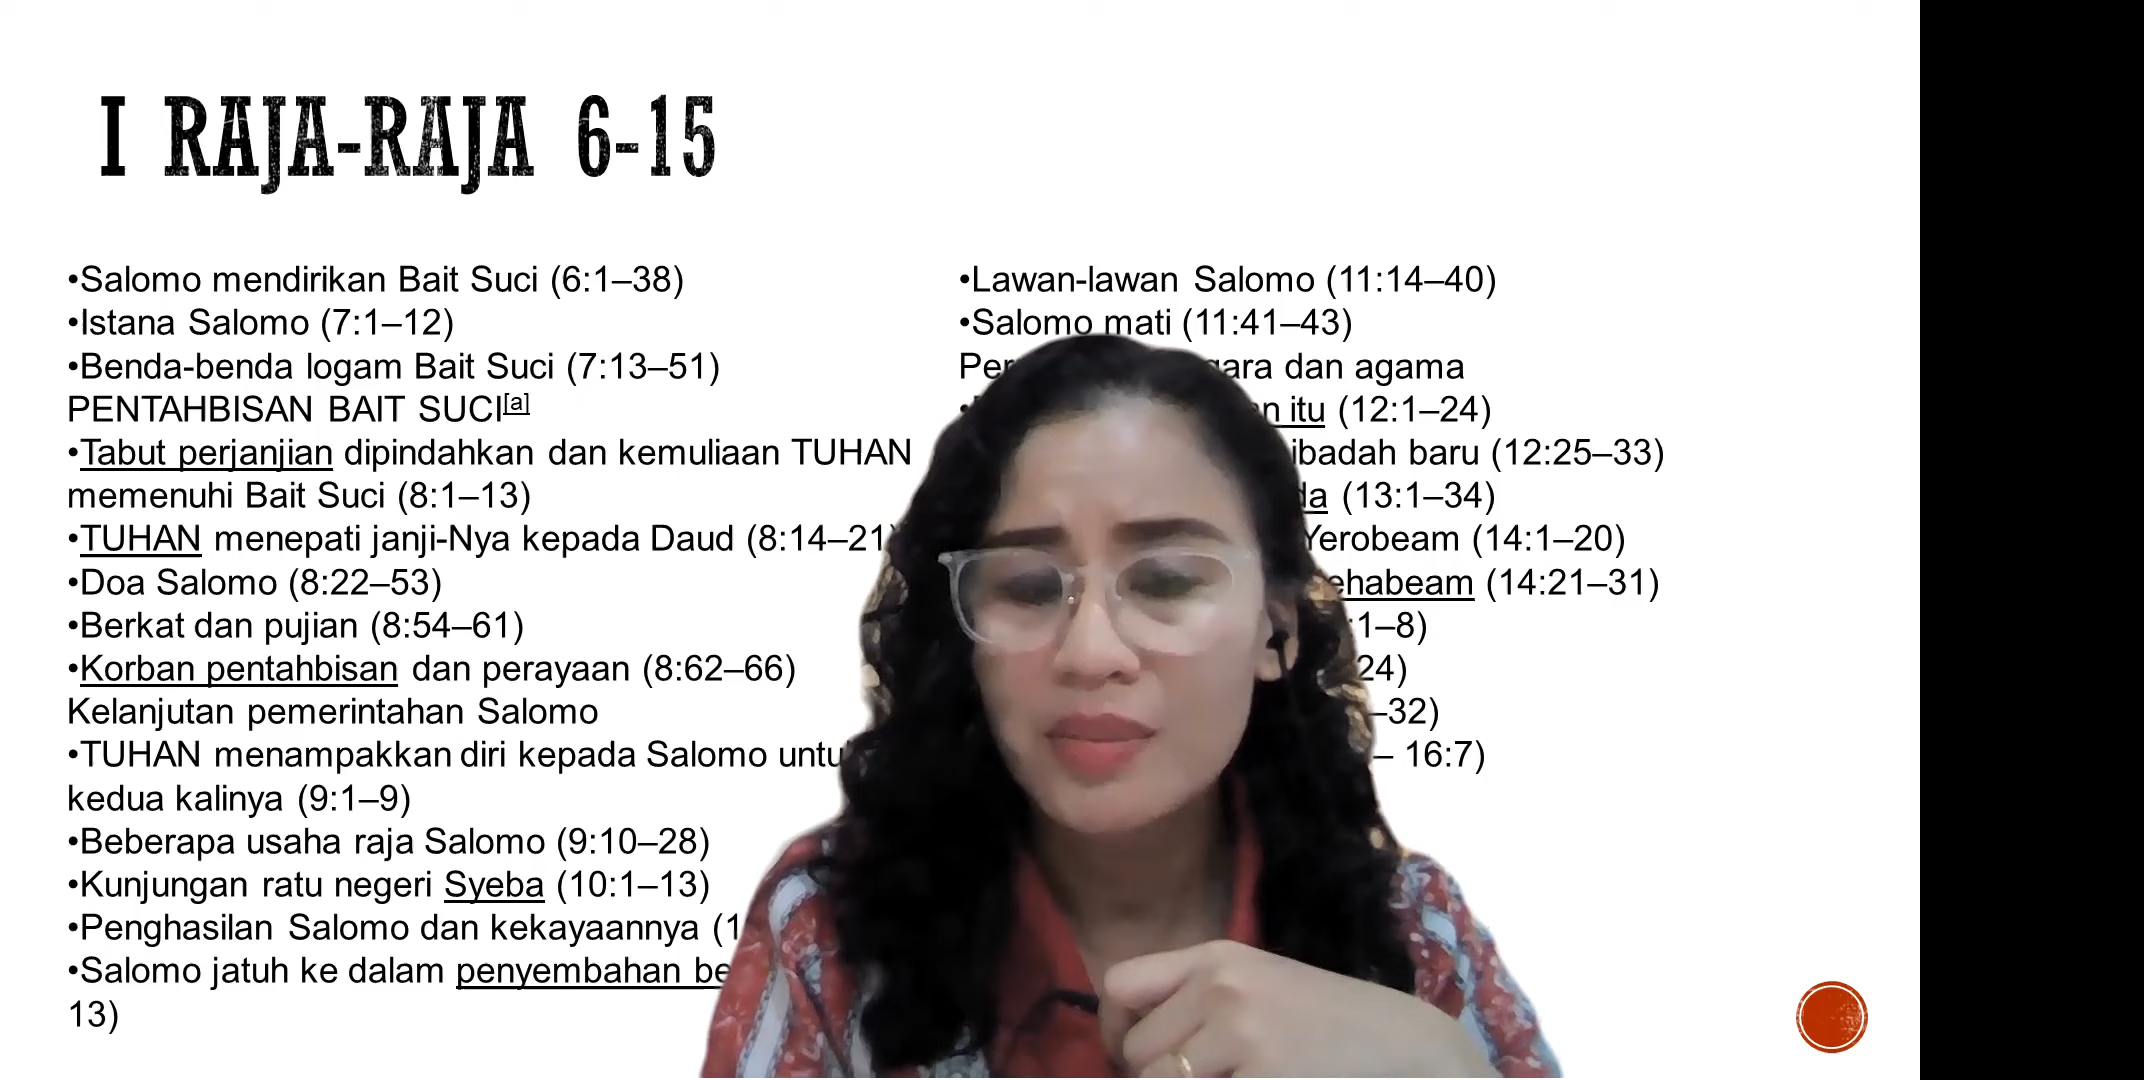 I RAJA-RAJA 6-15
•Salomo mendirikan Bait Suci (6:1–38)
•Istana Salomo (7:1–12)
•Benda-benda logam Bait Suci (7:13–51)
PENTAHBISAN BAIT SUCI[a]
•Tabut perjanjian dipindahkan dan kemuliaan TUHAN
memenuhi Bait Suci (8:1–13)
•TUHAN menepati janji-Nya kepada Daud (8:14–21)
•Doa Salomo (8:22–53)
•Berkat dan pujian (8:54–61)
•Korban pentahbisan dan perayaan (8:62–66)
Kelanjutan pemerintahan Salomo
•TUHAN menampakkan diri kepada Salomo
kedua kalinya (9:1–9)
•Beberapa usaha raja Salomo (9:10–28)
•Kunjungan ratu negeri Syeba (10:1–13)
•Penghasilan Salomo dan kekayaannya
•Salomo jatuh ke dalam penyembahan
13)
•Lawan-lawan Salomo (11:14–40)
•Salomo mati (11:41–43)
dan agama
itu (12:1–24)
ibadah baru (12:25–33)
(13:1–34)
Yerobeam (14:1–20)
(14:21–31)
1–8)
24)
–32)
– 16:7)